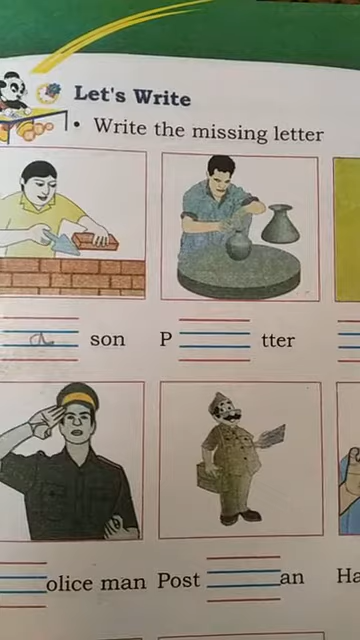 Let's Write
• Write the missing letter
a son P tter
olice man Post an Ha